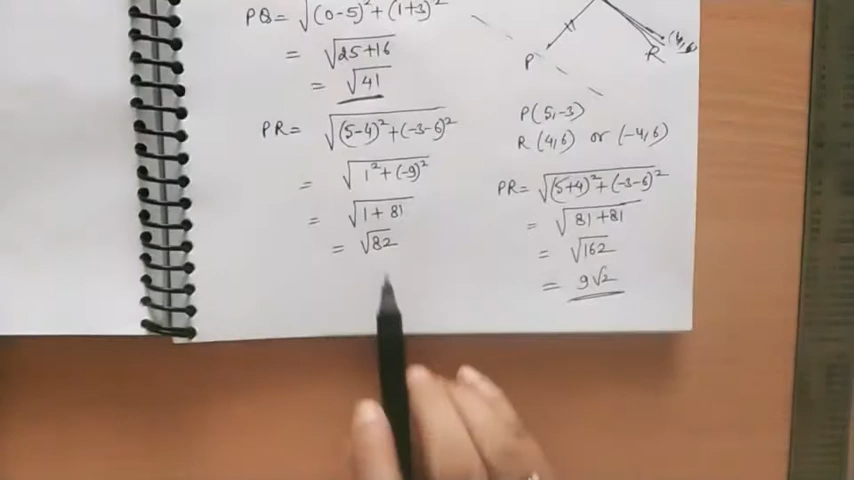 PQ = √(0-5)²+(1+3)²
= √25+16
= √41
PR = √(5-4)²+(-3-6)²
= √1²+(-9)²
= √1+81
= √82
P
R
P(5,-3)
R(4,6) or (-4,6)
PR= √(5+4)²+(-3-6)²
= √81+81
= √162
= 9√2